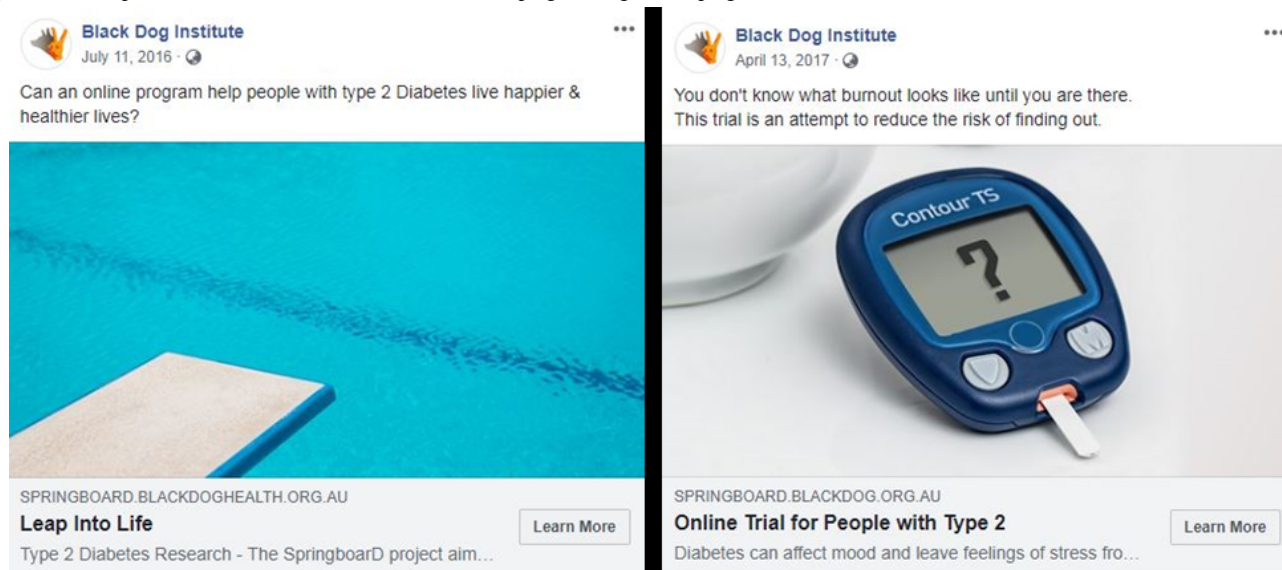 Black Dog Institute
July 11, 2016
Can an online program help people with type 2 Diabetes live happier &
healthier lives?
SPRINGBOARD.BLACKDOGHEALTH.ORG.AU
Leap Into Life
Learn More
Type 2 Diabetes Research - The SpringboarD project aim...
Black Dog Institute
April 13, 2017
You don't know what burnout looks like until you are there.
This trial is an attempt to reduce the risk of finding out.
Contour TS
?
M
SPRINGBOARD.BLACKDOG.ORG.AU
Online Trial for People with Type 2
Learn More
Diabetes can affect mood and leave feelings of stress fro...